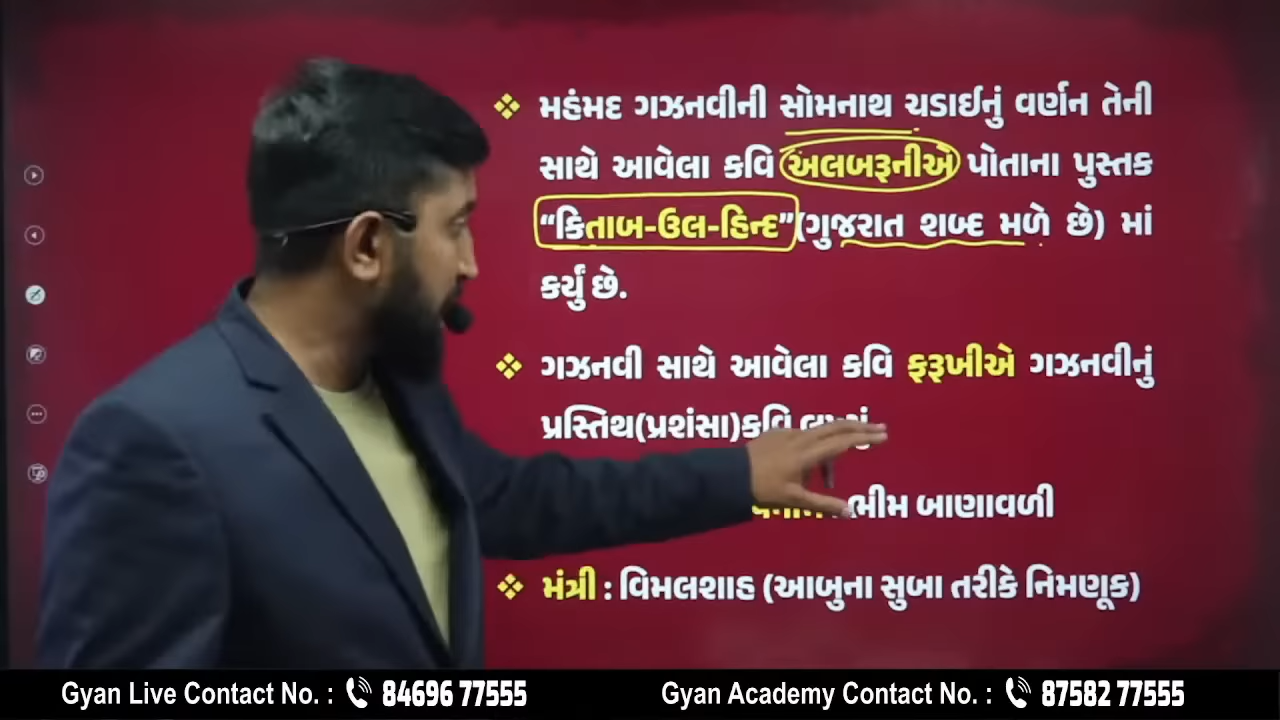 મહંમદ ગઝનવીની સોમનાથ ચડાઈનું વર્ણન તેની
સાથે આવેલા કવિ અલબરૂનીએ પોતાના પુસ્તક
“કિતાબ-ઉલ-હિન્દ”(ગુજરાત શબ્દ મળે છે) માં
કર્યું છે.
ગઝનવી સાથે આવેલા કવિ ફરૂખીએ ગઝનવીનું
પ્રસ્તિથ(પ્રશંસા)કવિ
ભીમ બાણાવળી
મંત્રી : વિમલશાહ (આબુના સુબા તરીકે નિમણૂક)
Gyan Live Contact No. : 84696 77555
Gyan Academy Contact No. : 87582 77555